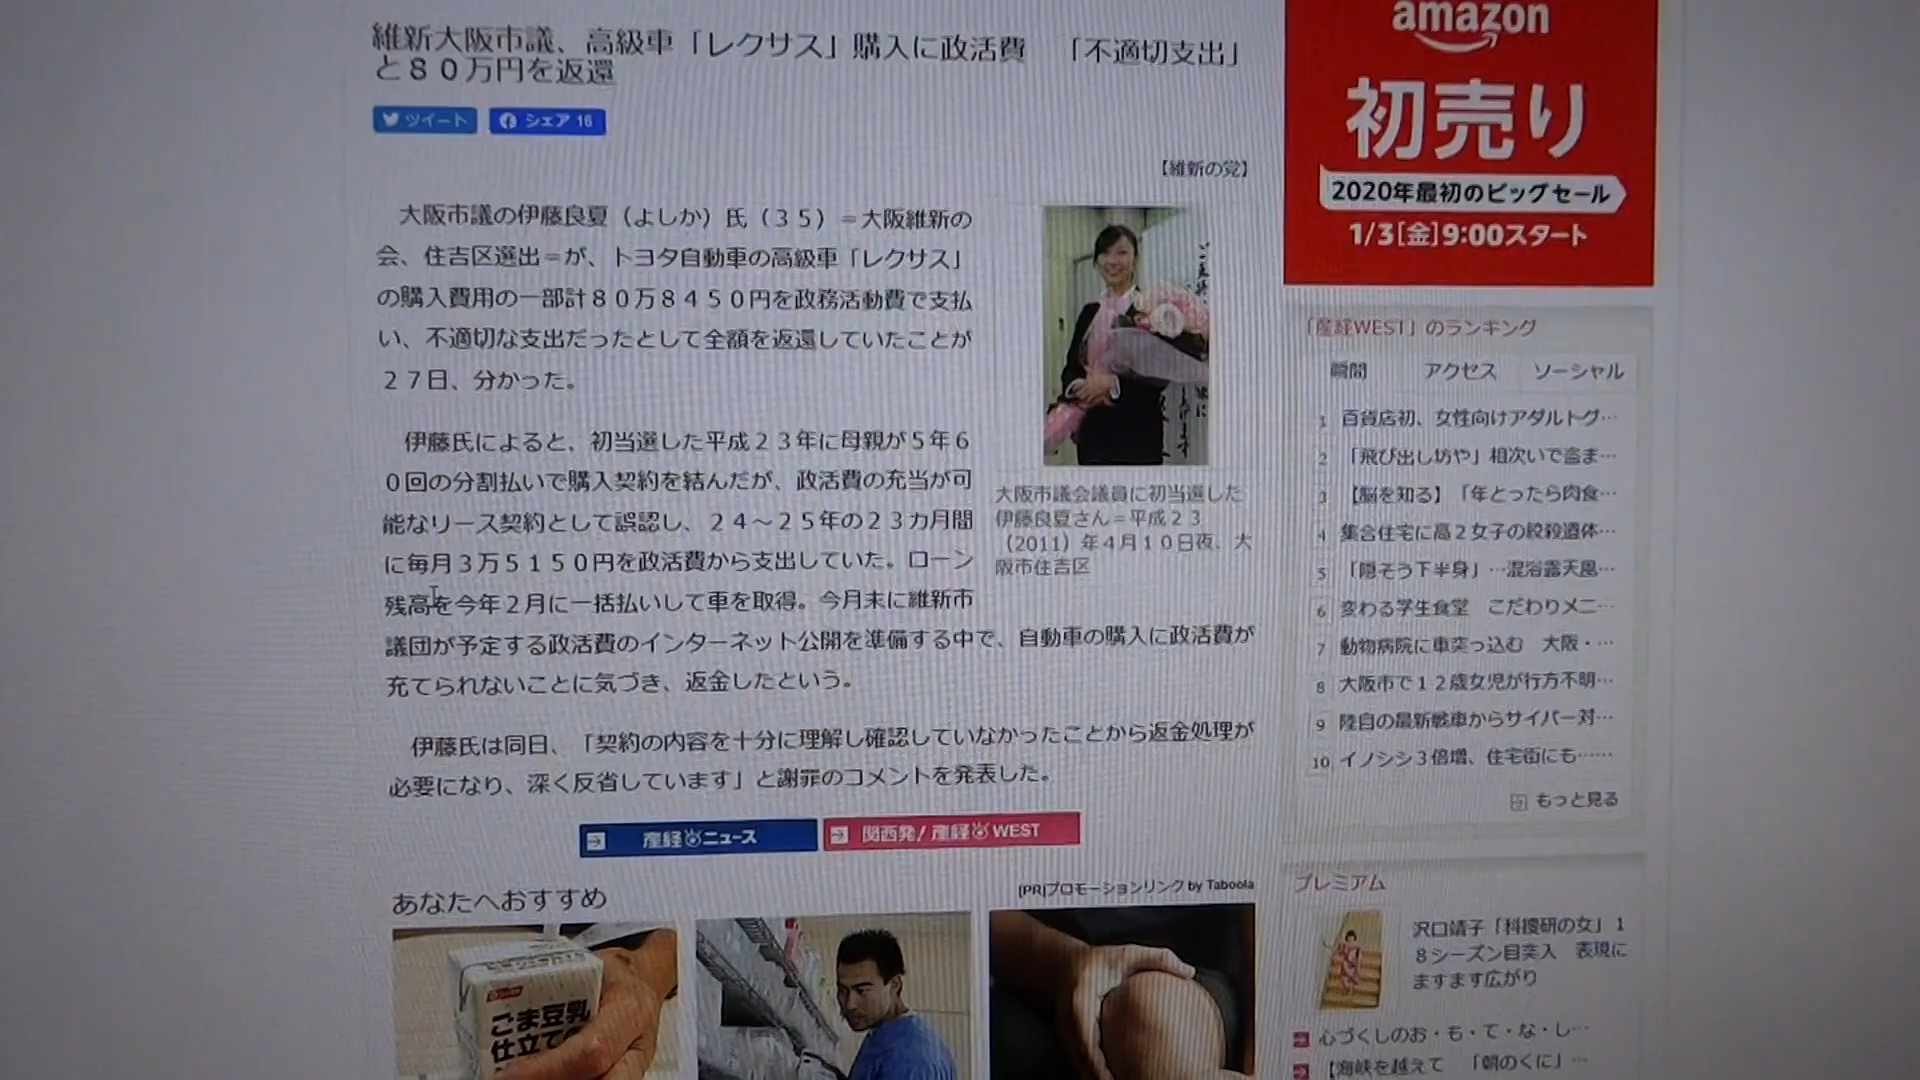 維新大阪市議、高級車「レクサス」購入に政活費　「不適切支出」
と８０万円を返還
ツイート
シェア 16
【維新の党】
大阪市議の伊藤良夏（よしか）氏（３５）＝大阪維新の
会、住吉区選出＝が、トヨタ自動車の高級車「レクサス」
の購入費用の一部計８０万８４５０円を政務活動費で支払
い、不適切な支出だったとして全額を返還していたことが
２７日、分かった。
伊藤氏によると、初当選した平成２３年に母親が５年６
０回の分割払いで購入契約を結んだが、政活費の充当が可
能なリース契約として誤認し、２４～２５年の２３カ月間
に毎月３万５１５０円を政活費から支出していた。ローン
残高を今年２月に一括払いして車を取得。今月末に維新市
議団が予定する政活費のインターネット公開を準備する中で、自動車の購入に政活費が
充てられないことに気づき、返金したという。
伊藤氏は同日、「契約の内容を十分に理解し確認していなかったことから返金処理が
必要になり、深く反省しています」と謝罪のコメントを発表した。
大阪市議会議員に初当選した
伊藤良夏さん＝平成２３
（2011）年４月１０日夜、大
阪市住吉区
産経ニュース
関西発！産経WEST
あなたへおすすめ
[PR]プロモーションリンク by Taboola
ごま豆乳
仕立て
amazon
初売り
2020年最初のビッグセール
1/3[金]9:00スタート
「産経WEST」のランキング
瞬間
アクセス
ソーシャル
1 百貨店初、女性向けアダルトグ…
2 「飛び出し坊や」相次いで盗ま…
3 【脳を知る】「年とったら肉食…
4 集合住宅に高２女子の絞殺遺体…
5 「隠そう下半身」…混浴露天風…
6 変わる学生食堂　こだわりメニ…
7 動物病院に車突っ込む　大阪・…
8 大阪市で１２歳女児が行方不明…
9 陸自の最新戦車からサイバー対…
10 イノシシ３倍増、住宅街にも……
もっと見る
プレミアム
沢口靖子「科捜研の女」１
８シーズン目突入　表現に
ますます広がり
心づくしのお・も・て・な・し…
【海峡を越えて　「朝のくに」…